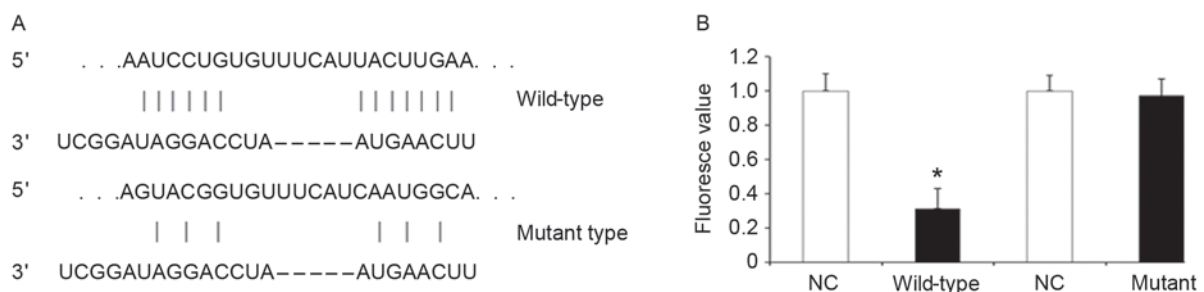 A
5' . . .AAUCCUGUGUUUCAUUACUUGAA. . .
Wild-type
3' UCGGAUAGGACCUA−−−−−AUGAACUU
5' . . .AGUACGGUGUUUCAUCAAUGGCA. . .
Mutant type
3' UCGGAUAGGACCUA−−−−−AUGAACUU
B
Fluoresce value
1.2
1.0
0.8
0.6
0.4
0.2
0
*
NC Wild-type NC Mutant